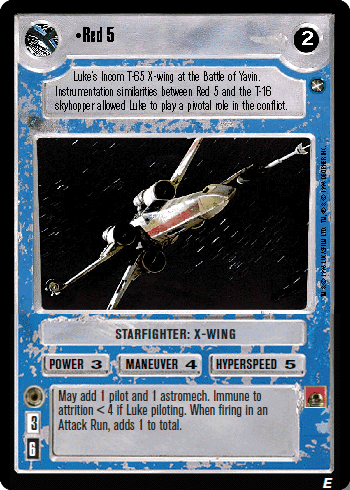 •Red 5
2
Luke's Incom T-65 X-wing at the Battle of Yavin.
Instrumentation similarities between Red 5 and the T-16
skyhopper allowed Luke to play a pivotal role in the conflict.
STARFIGHTER: X-WING
POWER 3 MANEUVER 4 HYPERSPEED 5
May add 1 pilot and 1 astromech. Immune to
attrition < 4 if Luke piloting. When firing in an
Attack Run, adds 1 to total.
3
6
E